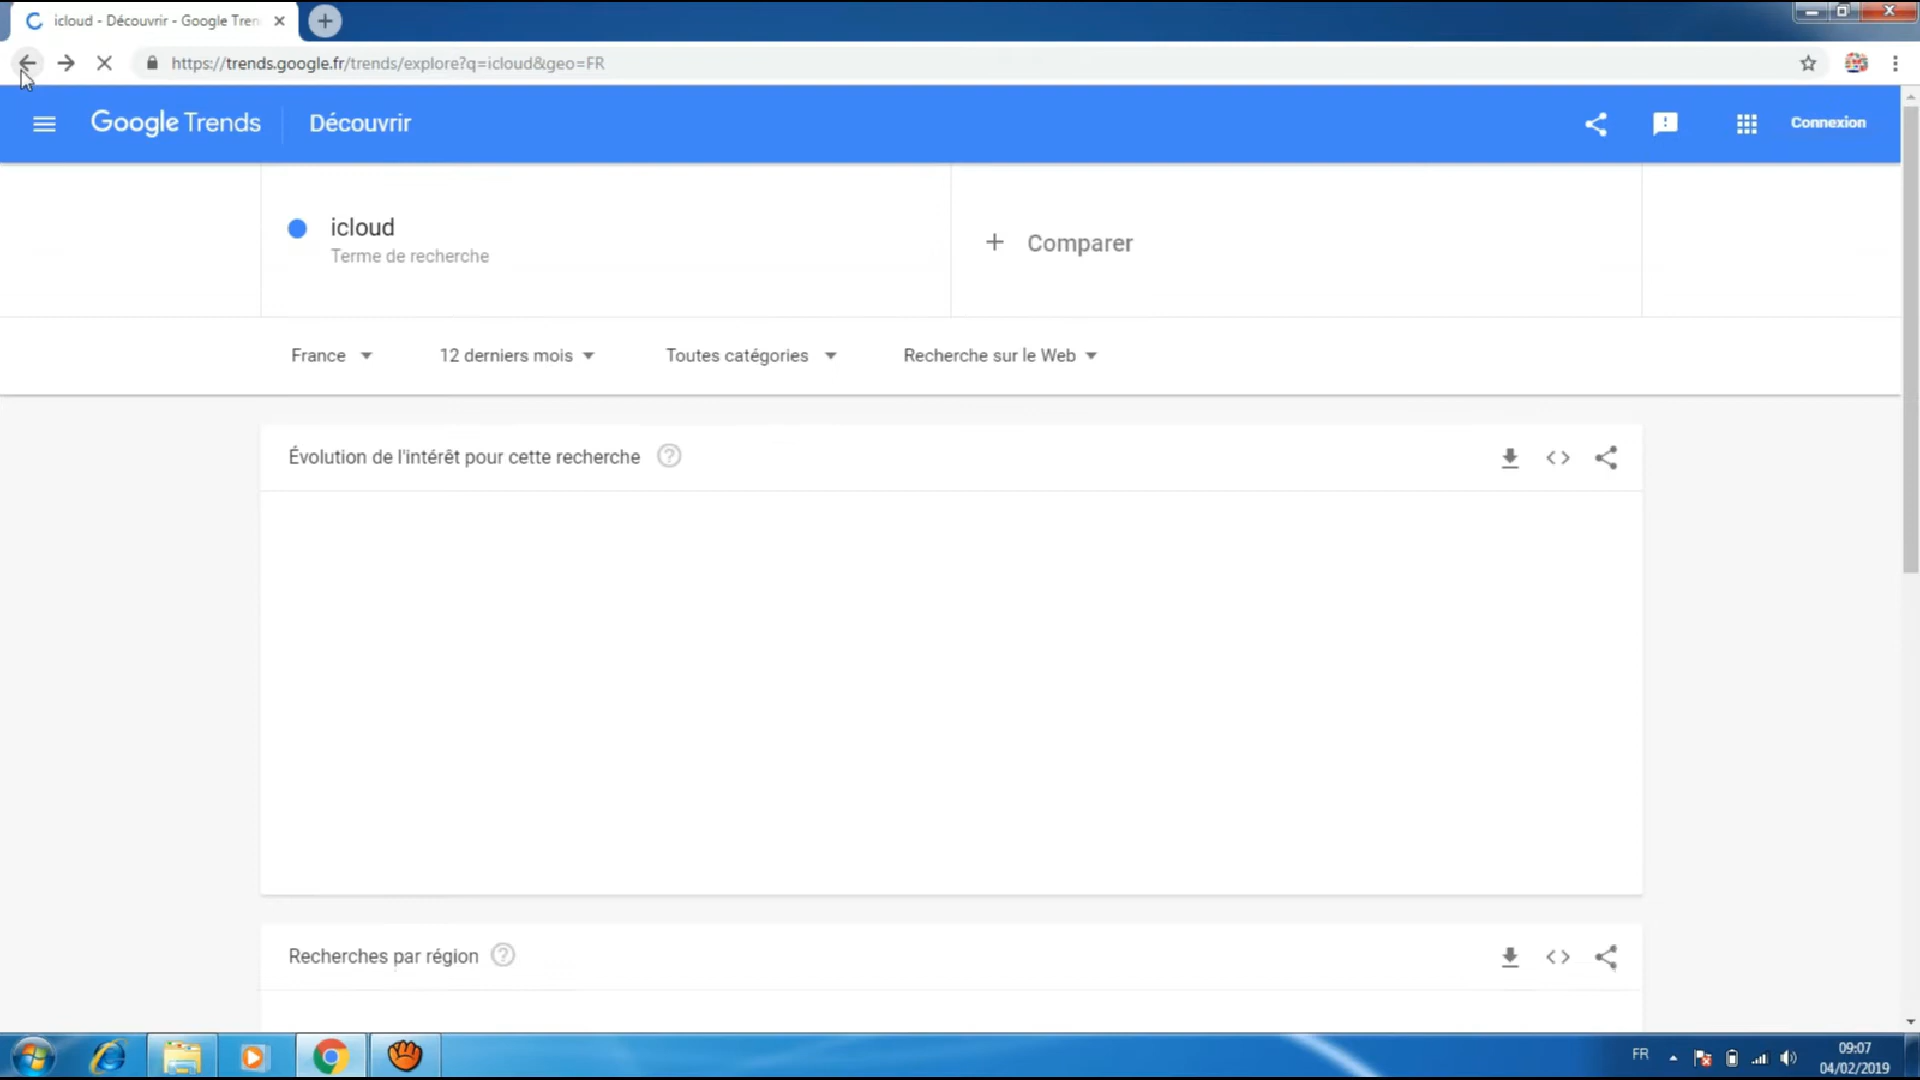 icloud - Découvrir - Google Tren
https://trends.google.fr/trends/explore?q=icloud&geo=FR
Google Trends
Découvrir
Connexion
icloud
Terme de recherche
+ Comparer
France
12 derniers mois
Toutes catégories
Recherche sur le Web
Évolution de l'intérêt pour cette recherche ?
Recherches par région ?
FR
09:07
04/02/2019